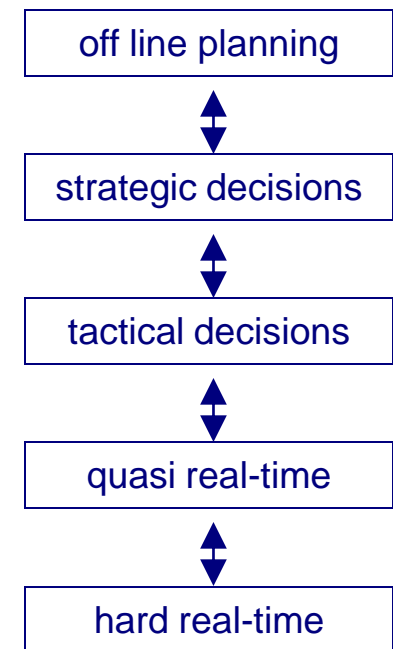 off line planning
strategic decisions
tactical decisions
quasi real-time
hard real-time